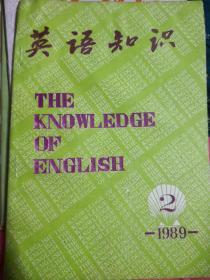 英语知识
THE
KNOWLEDGE
OF
ENGLISH
2
-1989-